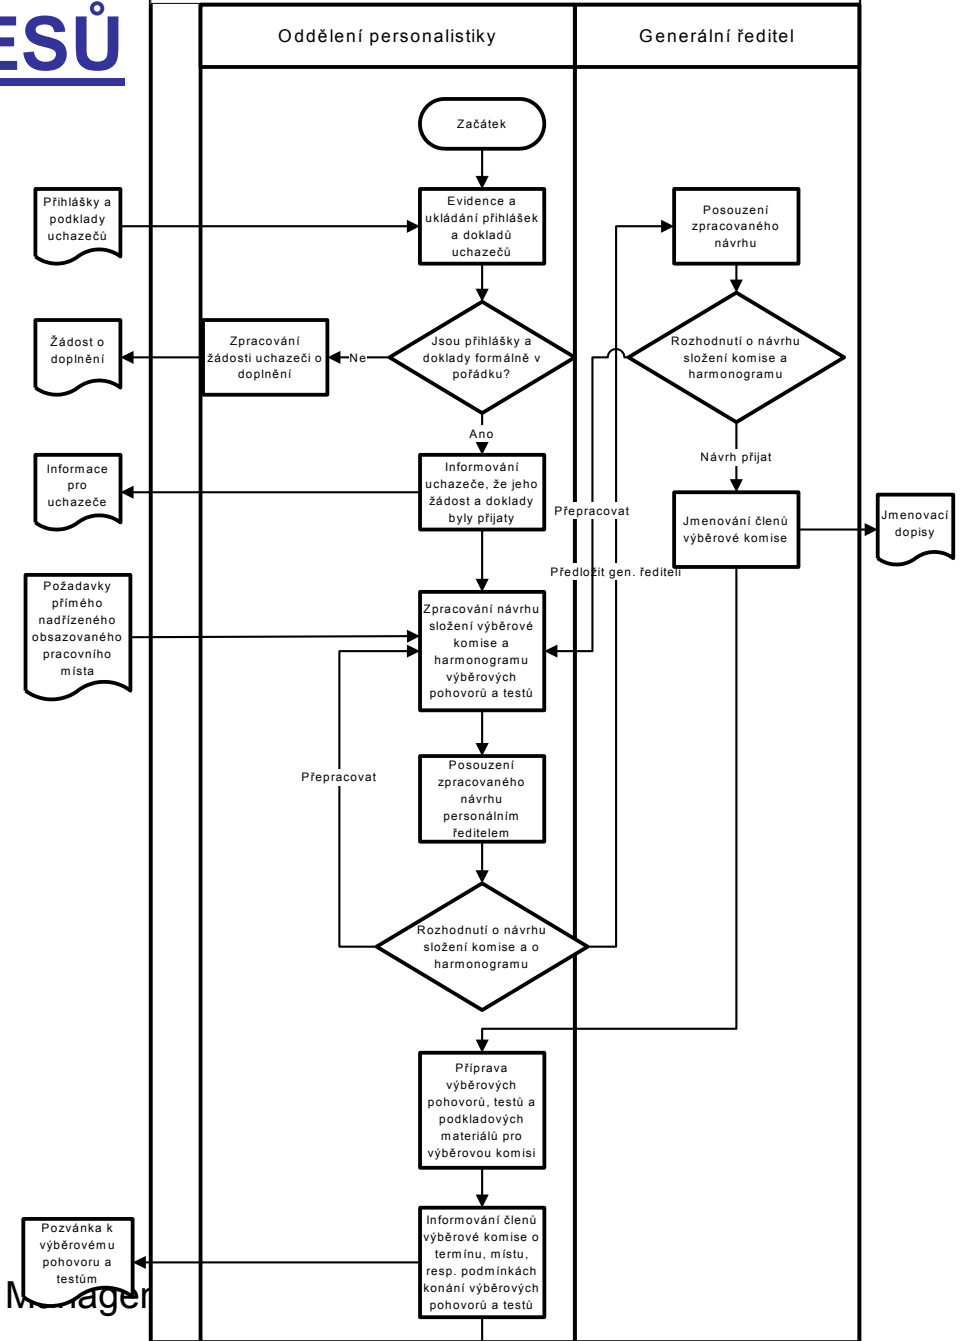 ESŮ
Oddělení personalistiky
Generální ředitel
Začátek
Přihlášky a
podklady
uchazečů
Evidence a
ukládání přihlášek
a dokladů
uchazečů
Posouzení
zpracovaného
návrhu
Žádost o
doplnění
Zpracování
žádosti uchazeči o
doplnění
Ne
Jsou přihlášky a
doklady formálně v
pořádku?
Rozhodnutí o návrhu
složení komise a
harmonogramu
Ano
Návrh přijat
Informace
pro
uchazeče
Informování
uchazeče, že jeho
žádost a doklady
byly přijaty
Přepracovat
Jmenování členů
výběrové komise
Jmenovací
dopisy
Předložit gen. řediteli
Požadavky
přímého
nadřízeného
obsazovaného
pracovního
místa
Zpracování návrhu
složení výběrové
komise a
harmonogramu
výběrových
pohovorů a testů
Přepracovat
Posouzení
zpracovaného
návrhu
personálním
ředitelem
Rozhodnutí o návrhu
složení komise a o
harmonogramu
Příprava
výběrových
pohovorů, testů a
podkladových
materiálů pro
výběrovou komisi
Pozvánka k
výběrovému
pohovoru a
testům
Informování členů
výběrové komise o
termínu, místu,
resp. podmínkách
konání výběrových
pohovorů a testů